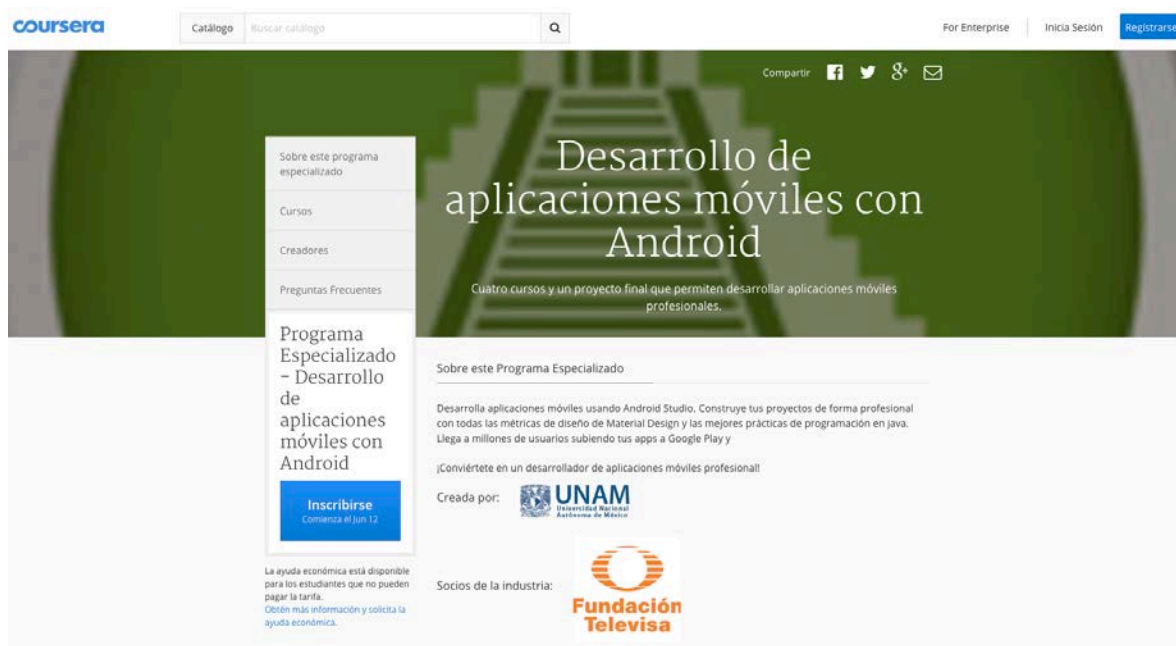 coursera
Catálogo
Buscar catálogo
For Enterprise
Inicia Sesión
Registrarse
Compartir
Sobre este programa
especializado
Cursos
Creadores
Preguntas Frecuentes
Desarrollo de
aplicaciones móviles con
Android
Cuatro cursos y un proyecto final que permiten desarrollar aplicaciones móviles
profesionales.
Programa
Especializado
- Desarrollo
de
aplicaciones
móviles con
Android
Inscribirse
Comienza el Jun 12
La ayuda económica está disponible
para los estudiantes que no pueden
pagar la tarifa.
Obtén más información y solicita la
ayuda económica.
Sobre este Programa Especializado
Desarrolla aplicaciones móviles usando Android Studio. Construye tus proyectos de forma profesional
con todas las métricas de diseño de Material Design y las mejores prácticas de programación en java.
Llega a millones de usuarios subiendo tus apps a Google Play y
¡Conviértete en un desarrollador de aplicaciones móviles profesional!
Creada por:
UNAM
Universidad Nacional
Autónoma de México
Socios de la industria:
Fundación
Televisa